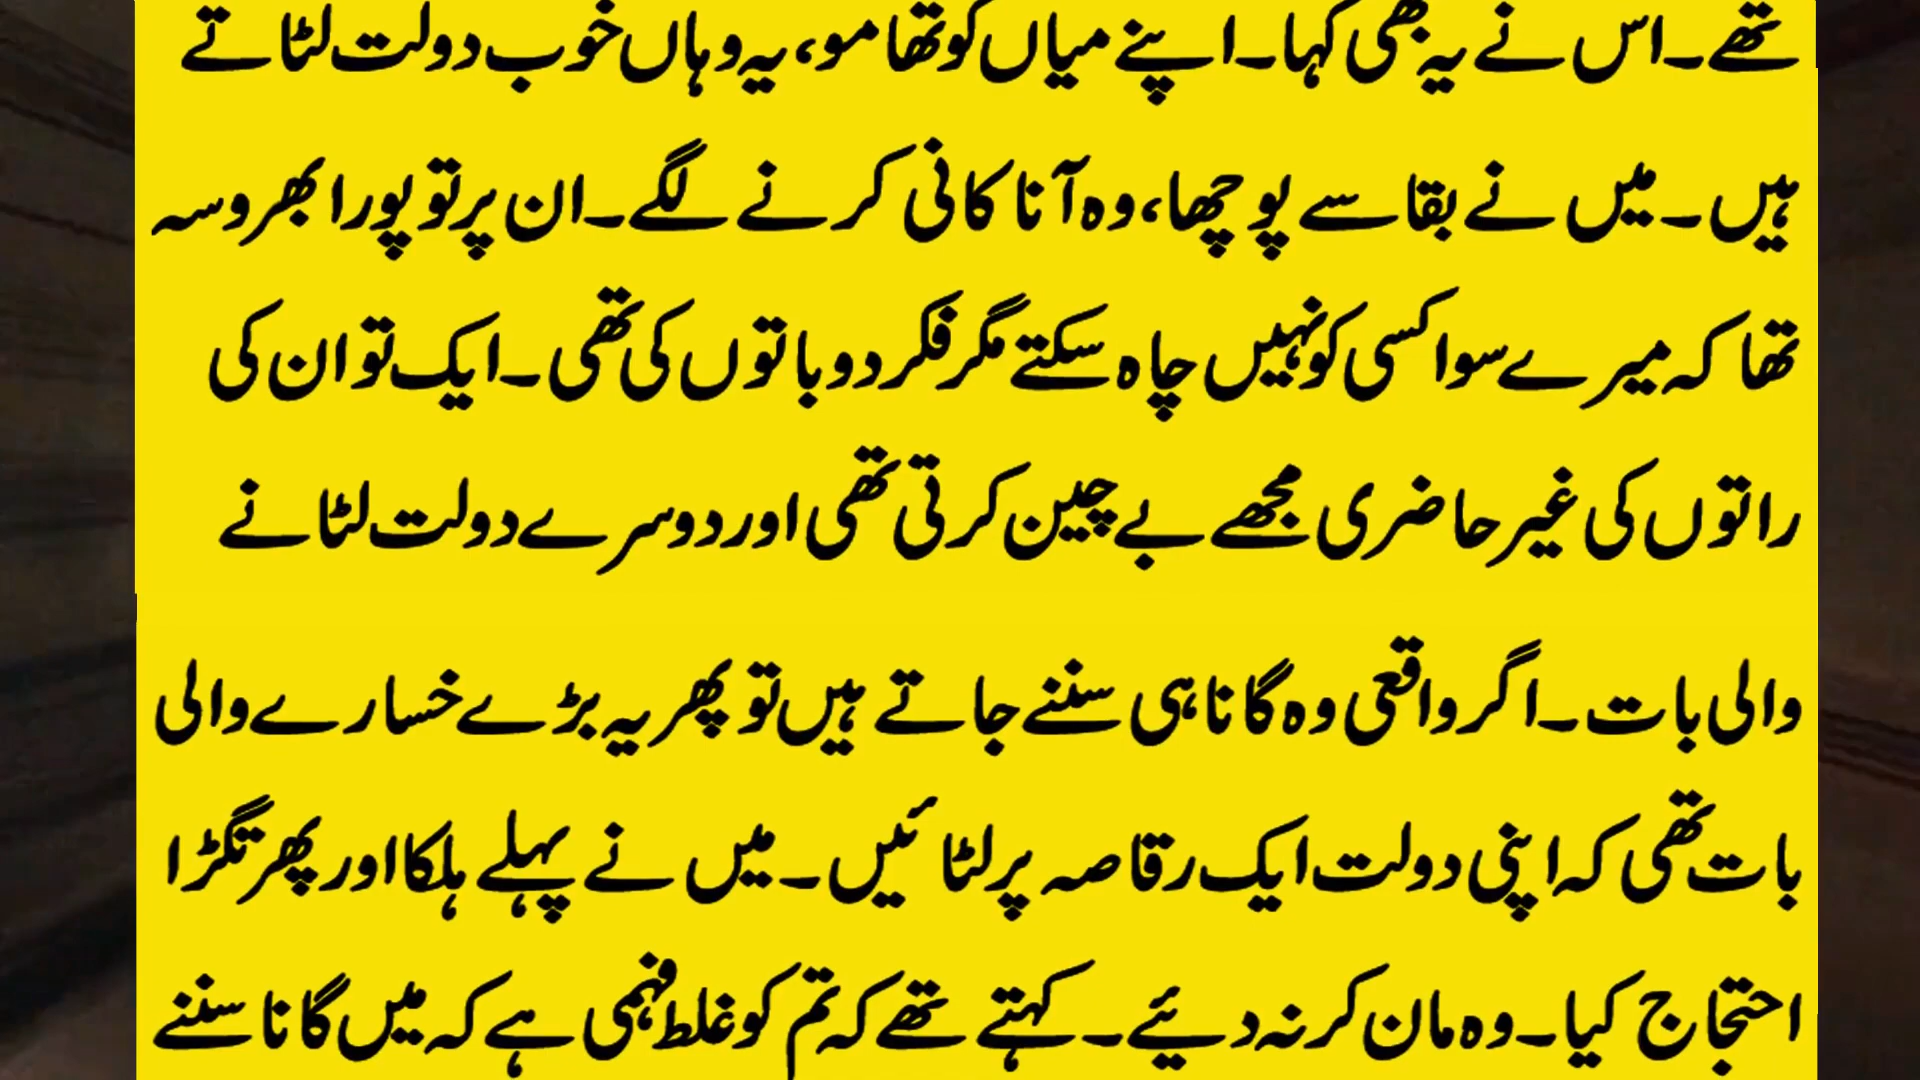 تھے۔اس نے یہ بھی کہا۔اپنے میاں کو تھامو، یہ وہاں خوب دولت لٹاتے
ہیں۔میں نے بقا سے پوچھا، وہ آنا کانی کرنے لگے۔ان پر تو پورا بھروسہ
تھا کہ میرے سوا کسی کو نہیں چاہ سکتے مگر فکر دو باتوں کی تھی۔ایک تو ان کی
راتوں کی غیر حاضری مجھے بے چین کرتی تھی اور دوسرے دولت لٹانے
والی بات۔اگر واقعی وہ گانا ہی سننے جاتے ہیں تو پھر یہ بڑے خسارے والی
بات تھی کہ اپنی دولت ایک رقاصہ پر لٹائیں۔میں نے پہلے ہلکا اور پھر تگڑا
احتجاج کیا۔وہ مان کر نہ دیئے۔کہتے تھے کہ تم کو غلط فہمی ہے کہ میں گانا سننے